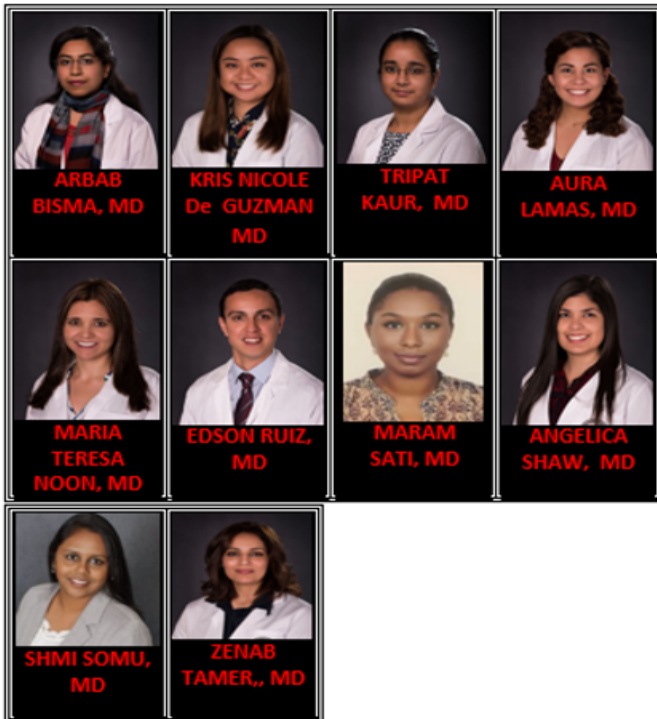 ARBAB
BISMA, MD
KRIS NICOLE
De GUZMAN
MD
TRIPAT
KAUR, MD
AURA
LAMAS, MD
MARIA
TERESA
NOON, MD
EDSON RUIZ,
MD
MARAM
SATI, MD
ANGELICA
SHAW, MD
SHMI SOMU,
MD
ZENAB
TAMER,, MD